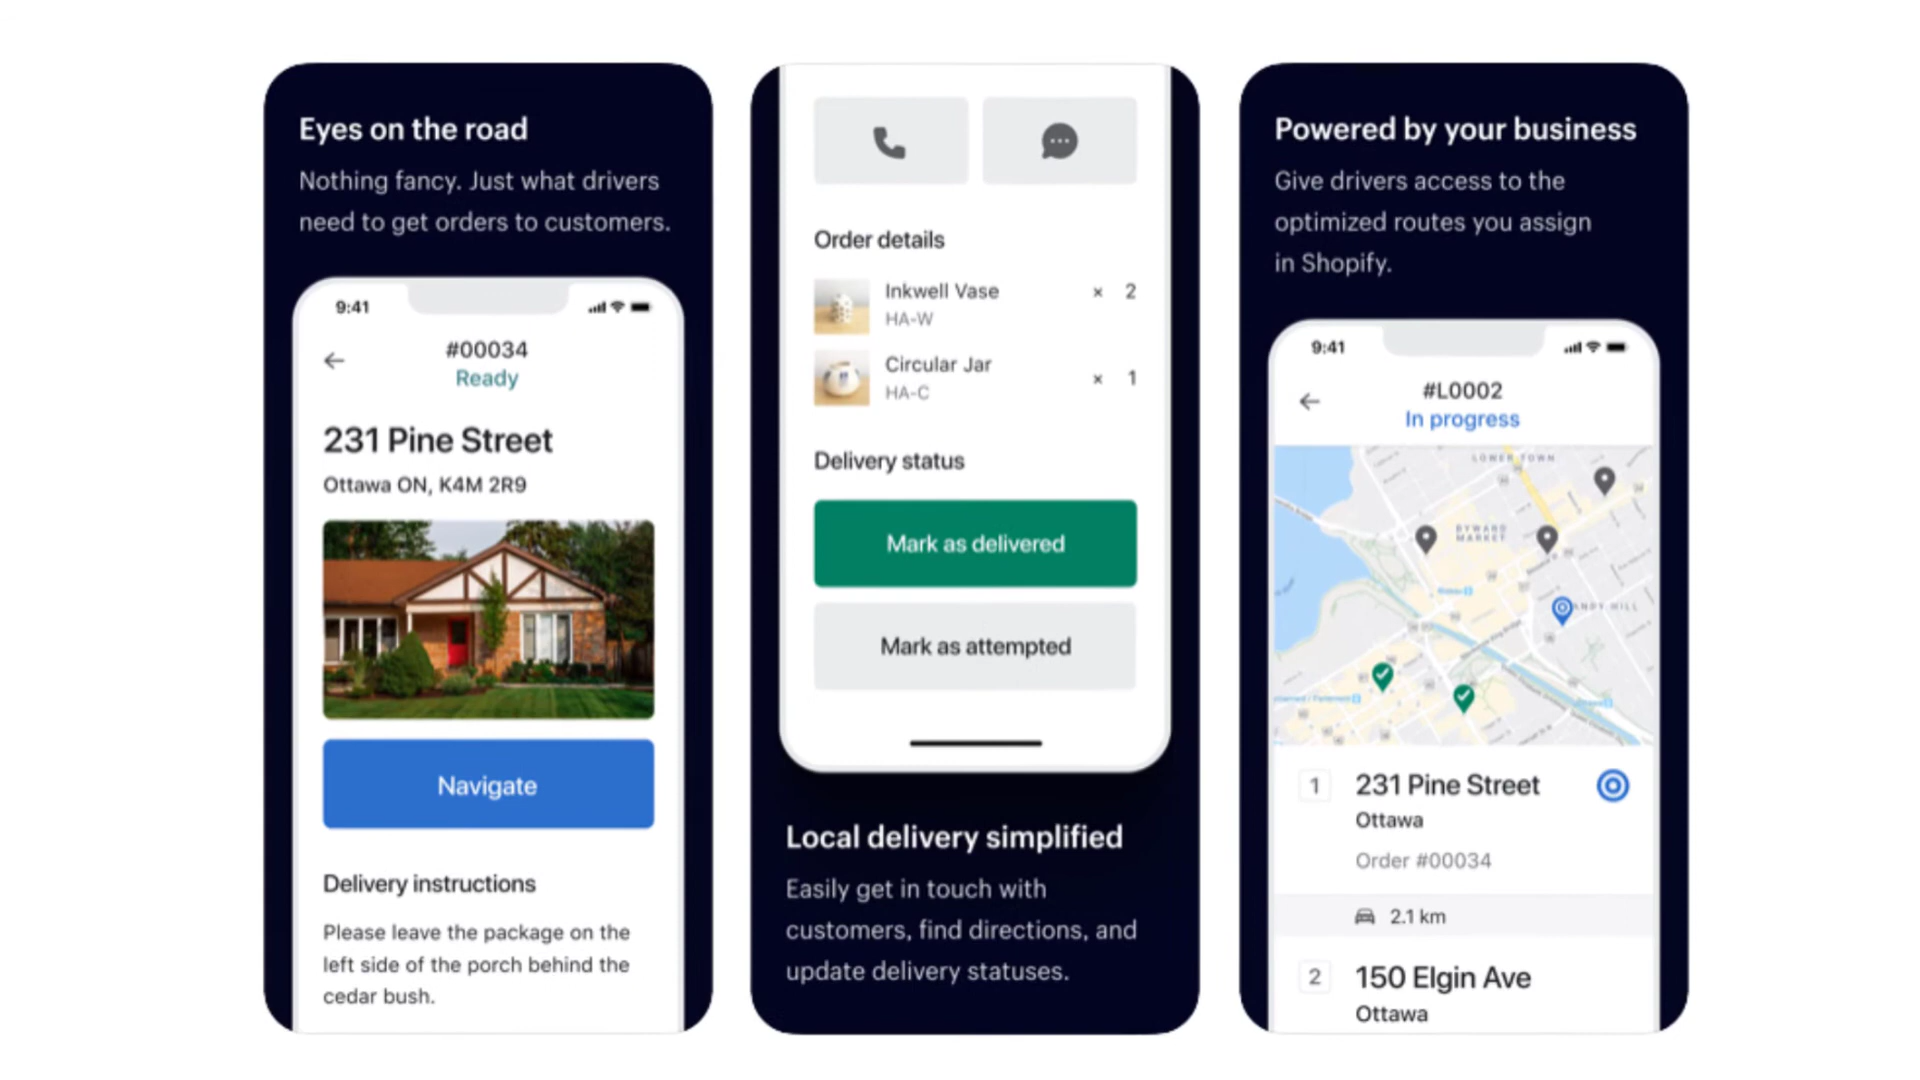 Eyes on the road
Nothing fancy. Just what drivers
need to get orders to customers.
9:41
#00034
Ready
231 Pine Street
Ottawa ON, K4M 2R9
Navigate
Delivery instructions
Please leave the package on the
left side of the porch behind the
cedar bush.
Order details
Inkwell Vase × 2
HA-W
Circular Jar × 1
HA-C
Delivery status
Mark as delivered
Mark as attempted
Local delivery simplified
Easily get in touch with
customers, find directions, and
update delivery statuses.
Powered by your business
Give drivers access to the
optimized routes you assign
in Shopify.
9:41
#L0002
In progress
LOWER TOWN
BYWARD
MARKET
1 231 Pine Street
Ottawa
Order #00034
2.1 km
2 150 Elgin Ave
Ottawa